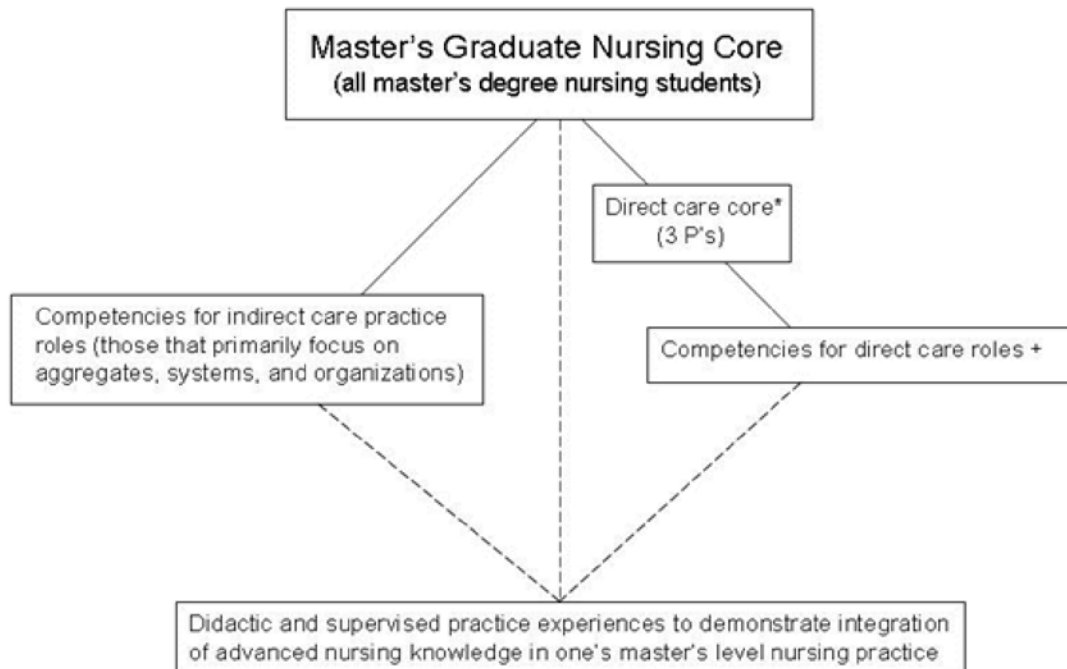 Master's Graduate Nursing Core
(all master's degree nursing students)
Direct care core*
(3 P's)
Competencies for indirect care practice
roles (those that primarily focus on
aggregates, systems, and organizations)
Competencies for direct care roles +
Didactic and supervised practice experiences to demonstrate integration
of advanced nursing knowledge in one's master's level nursing practice